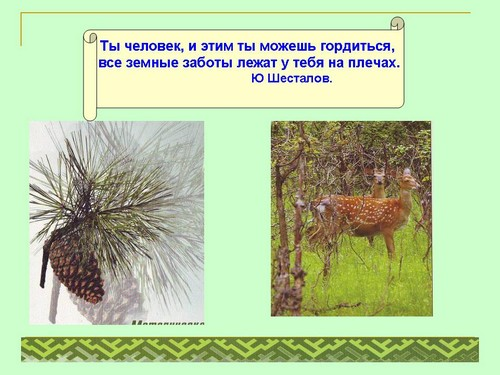 Ты человек, и этим ты можешь гордиться,
все земные заботы лежат у тебя на плечах.
Ю Шесталов.